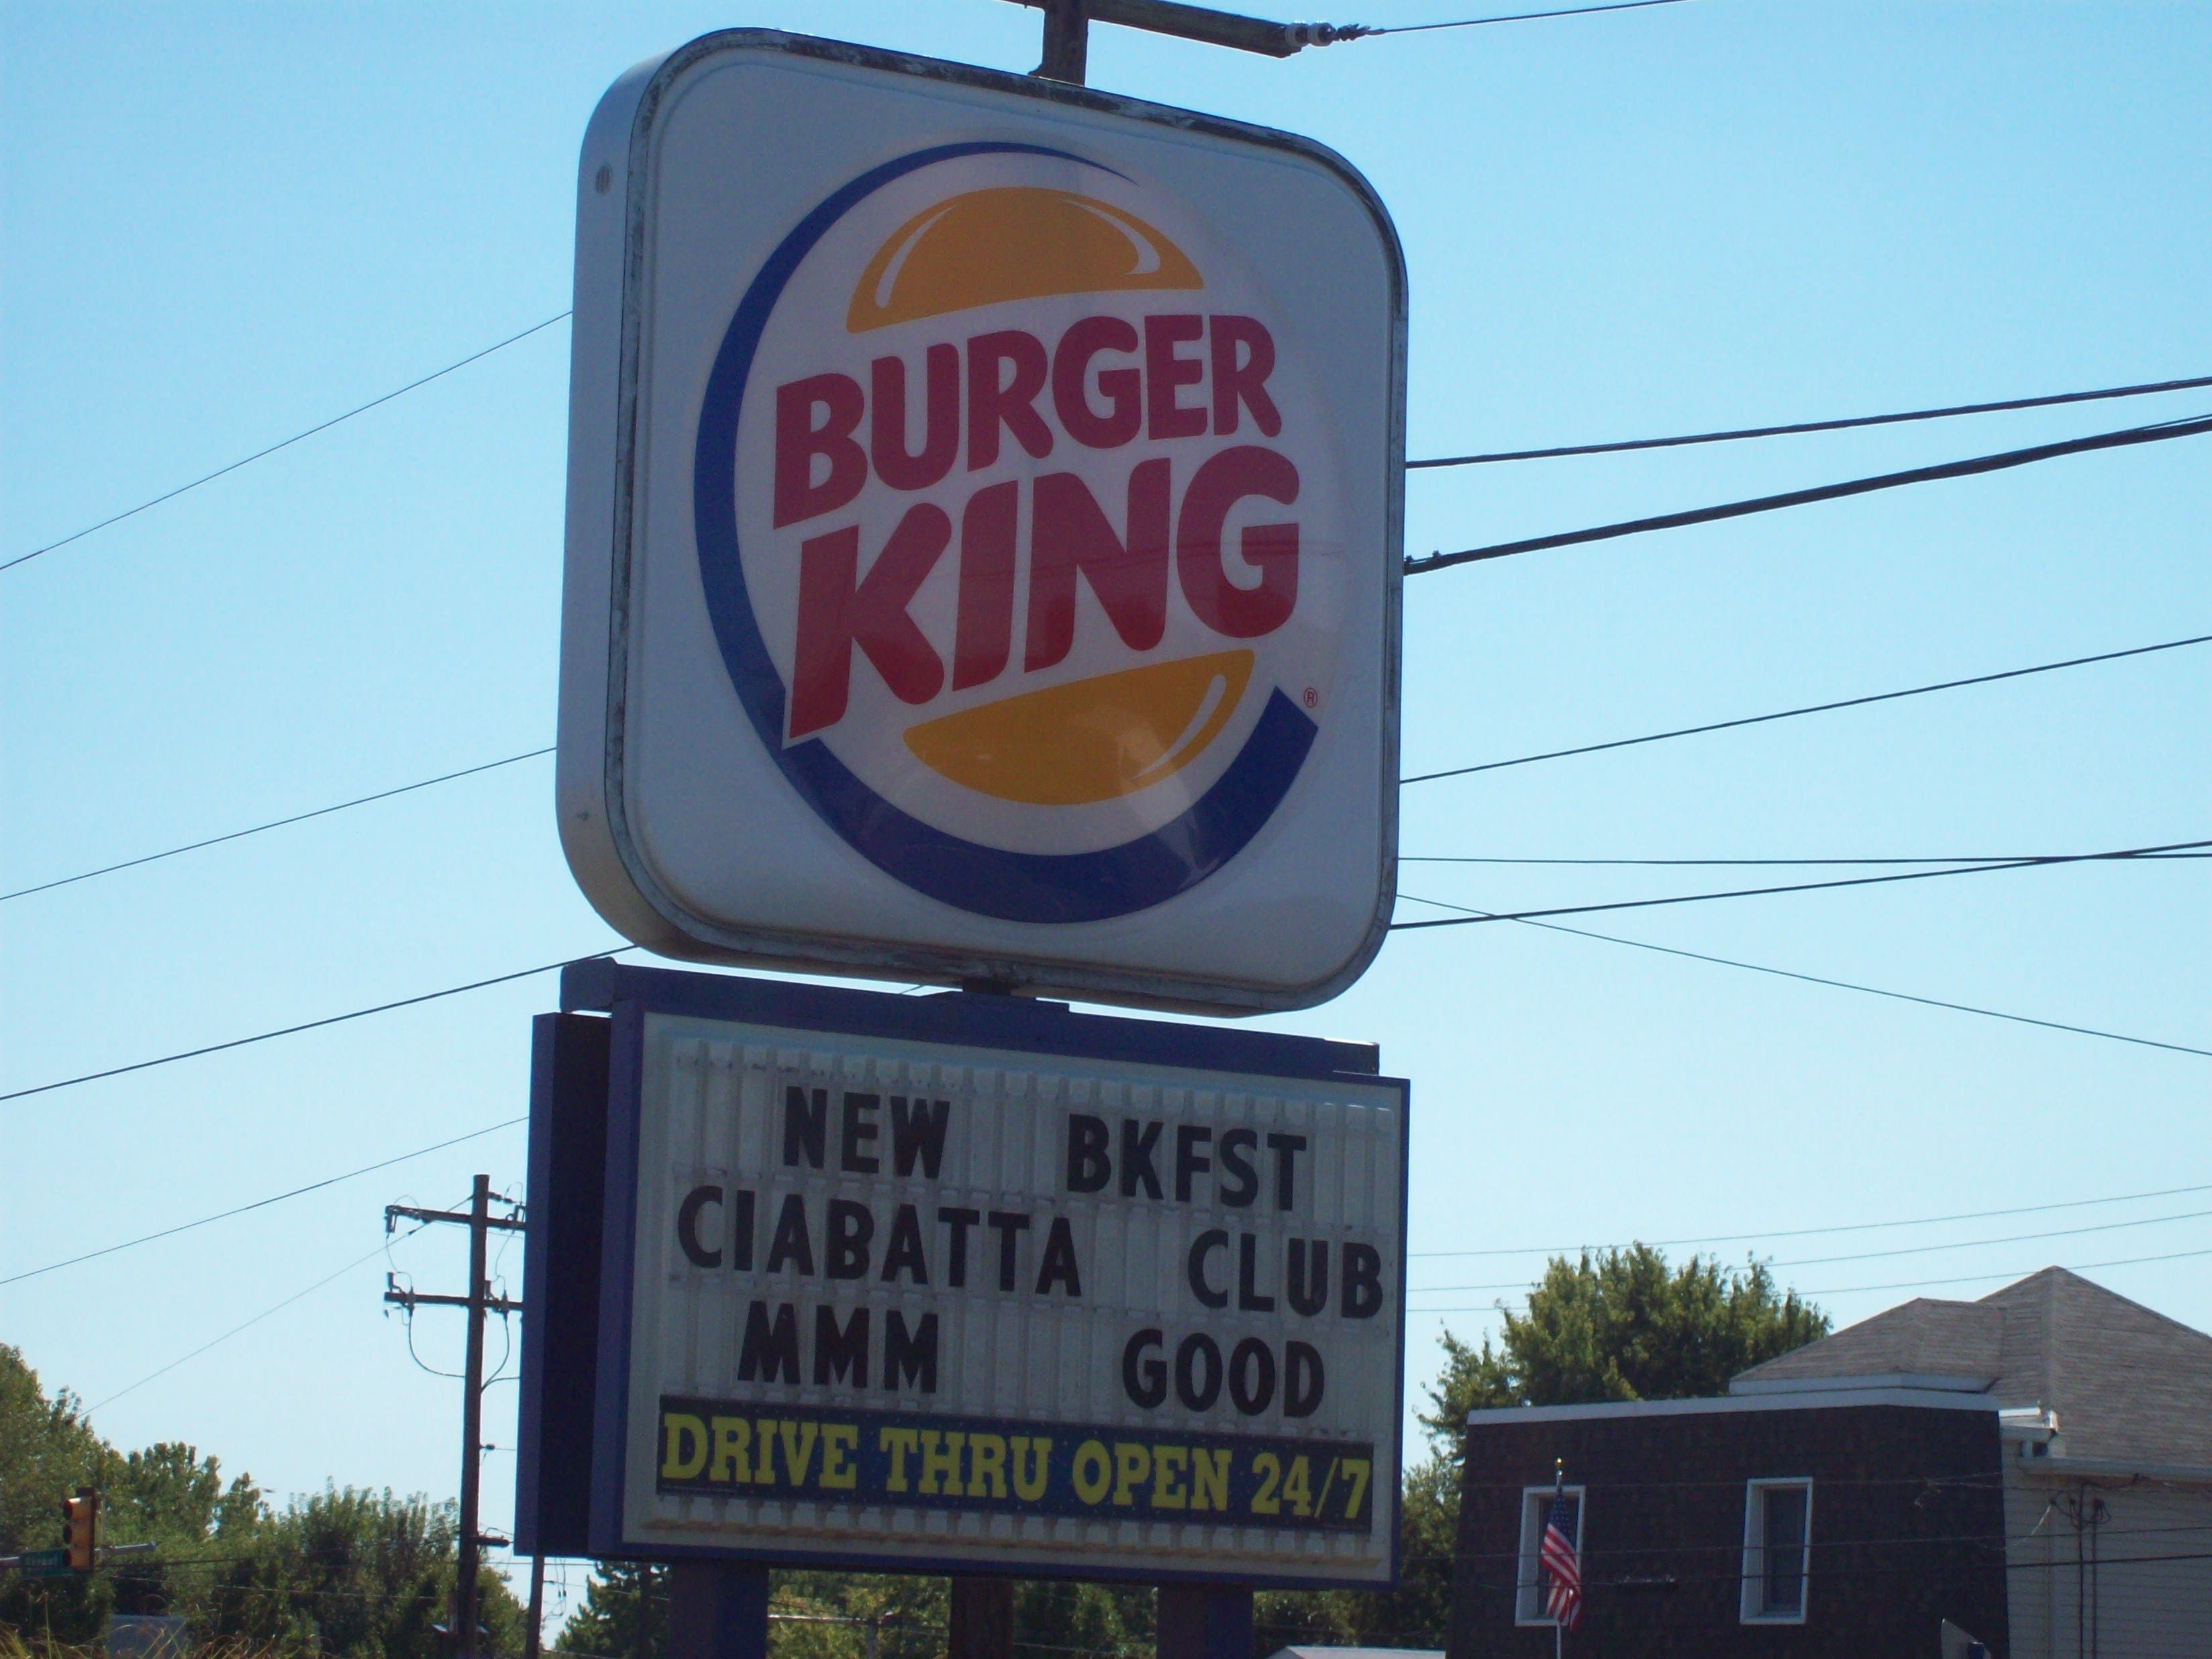 BURGER
KING
®
NEW BKFST
CIABATTA CLUB
MMM GOOD
DRIVE THRU OPEN 24/7